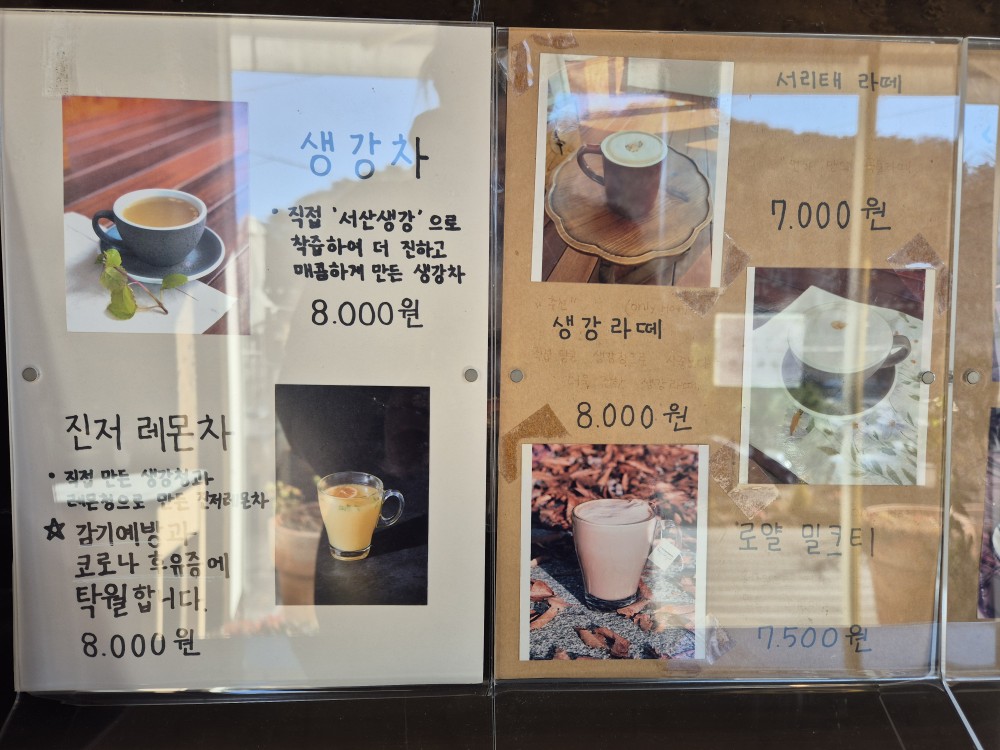 생강차
• 직접 '서산생강'으로
착즙하여 더 진하고
매콤하게 만든 생강차
8.000원
진저 레몬차
• 직접 만든 생강청과
레몬청으로 만든 진저레몬차
☆ 감기예방과
코로나 후유증에
탁월합니다.
8.000원
서리태 라떼
7.000원
생강라떼
8.000원
로얄 밀크티
7.500원